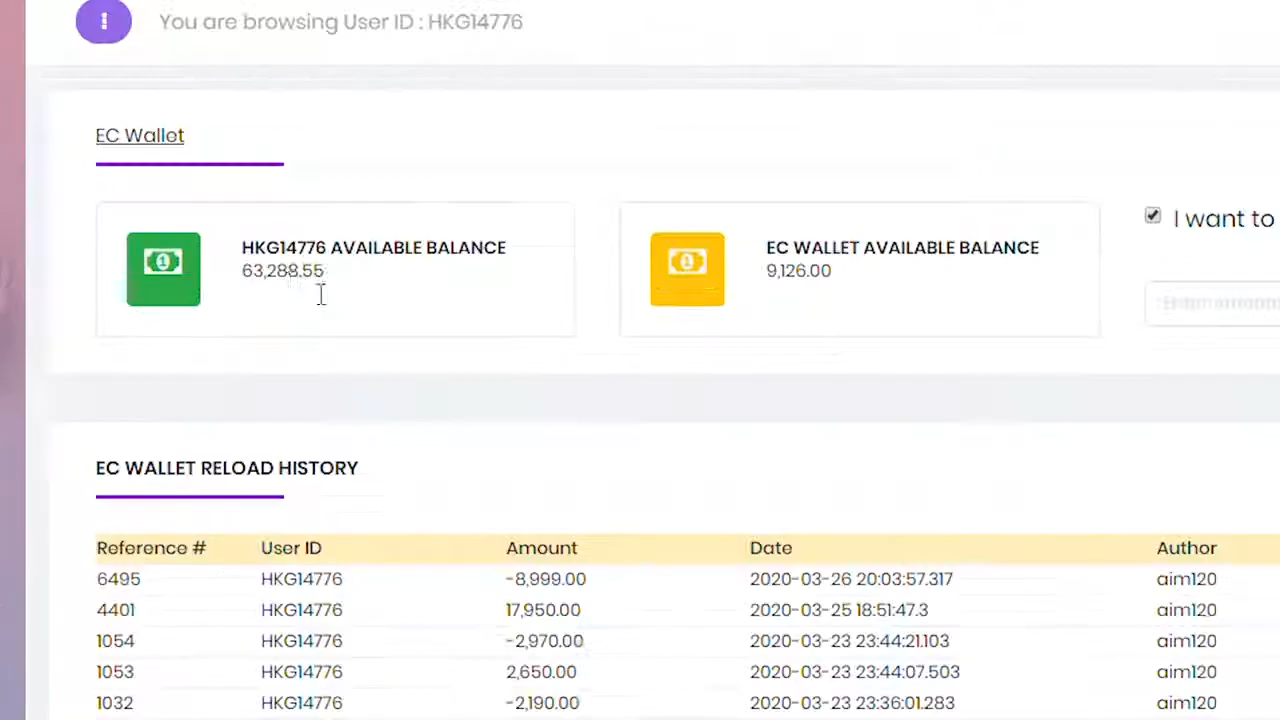 You are browsing User ID : HKG14776
EC Wallet
HKG14776 AVAILABLE BALANCE
63,288.55
EC WALLET AVAILABLE BALANCE
9,126.00
I want to
EC WALLET RELOAD HISTORY
Reference # User ID Amount Date Author
6495 HKG14776 -8,999.00 2020-03-26 20:03:57.317 aim120
4401 HKG14776 17,950.00 2020-03-25 18:51:47.3 aim120
1054 HKG14776 -2,970.00 2020-03-23 23:44:21.103 aim120
1053 HKG14776 2,650.00 2020-03-23 23:44:07.503 aim120
1032 HKG14776 -2,190.00 2020-03-23 23:36:01.283 aim120